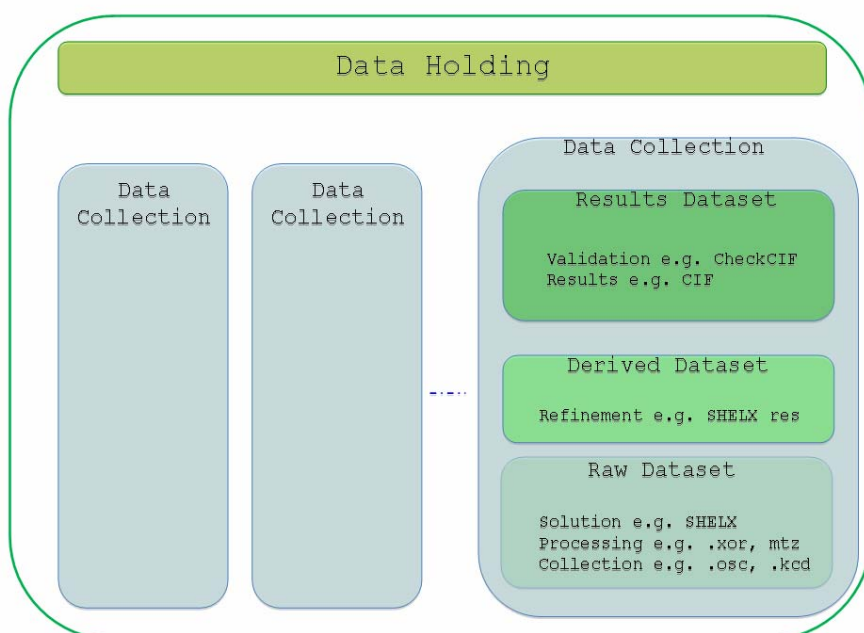 Data Holding
Data
Collection
Data
Collection
Data Collection
Results Dataset
Validation e.g. CheckCIF
Results e.g. CIF
Derived Dataset
Refinement e.g. SHELX res
Raw Dataset
Solution e.g. SHELX
Processing e.g. .xor, mtz
Collection e.g. .osc, .kcd